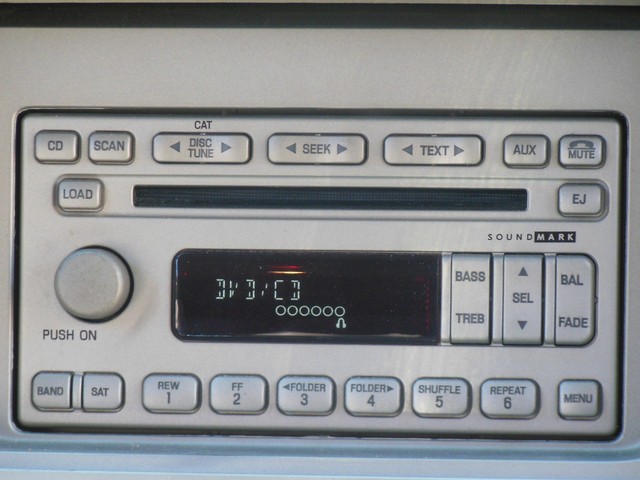 CAT
CD SCAN DISC TUNE SEEK TEXT AUX MUTE
LOAD EJ
SOUNDMARK
DVD/CD
BASS SEL BAL
TREB FADE
PUSH ON
BAND SAT REW 1 FF 2 FOLDER 3 FOLDER 4 SHUFFLE 5 REPEAT 6 MENU